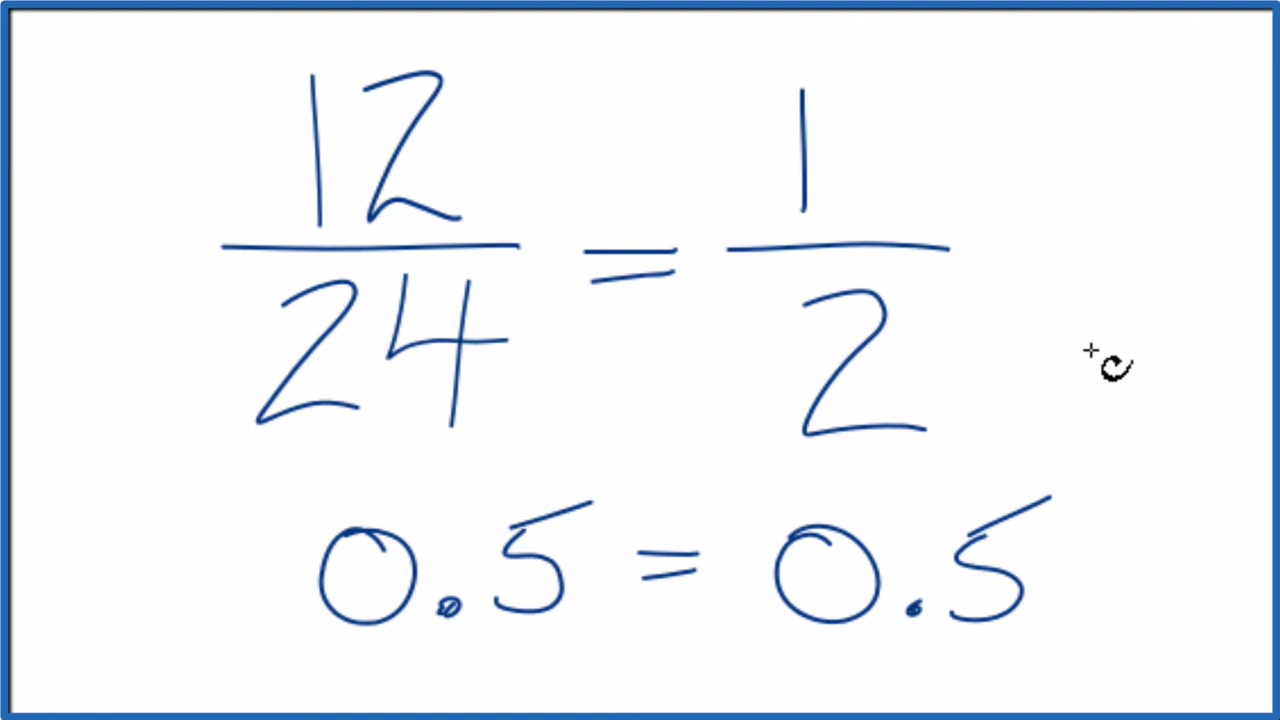 12/24 = 1/2
0.5 = 0.5